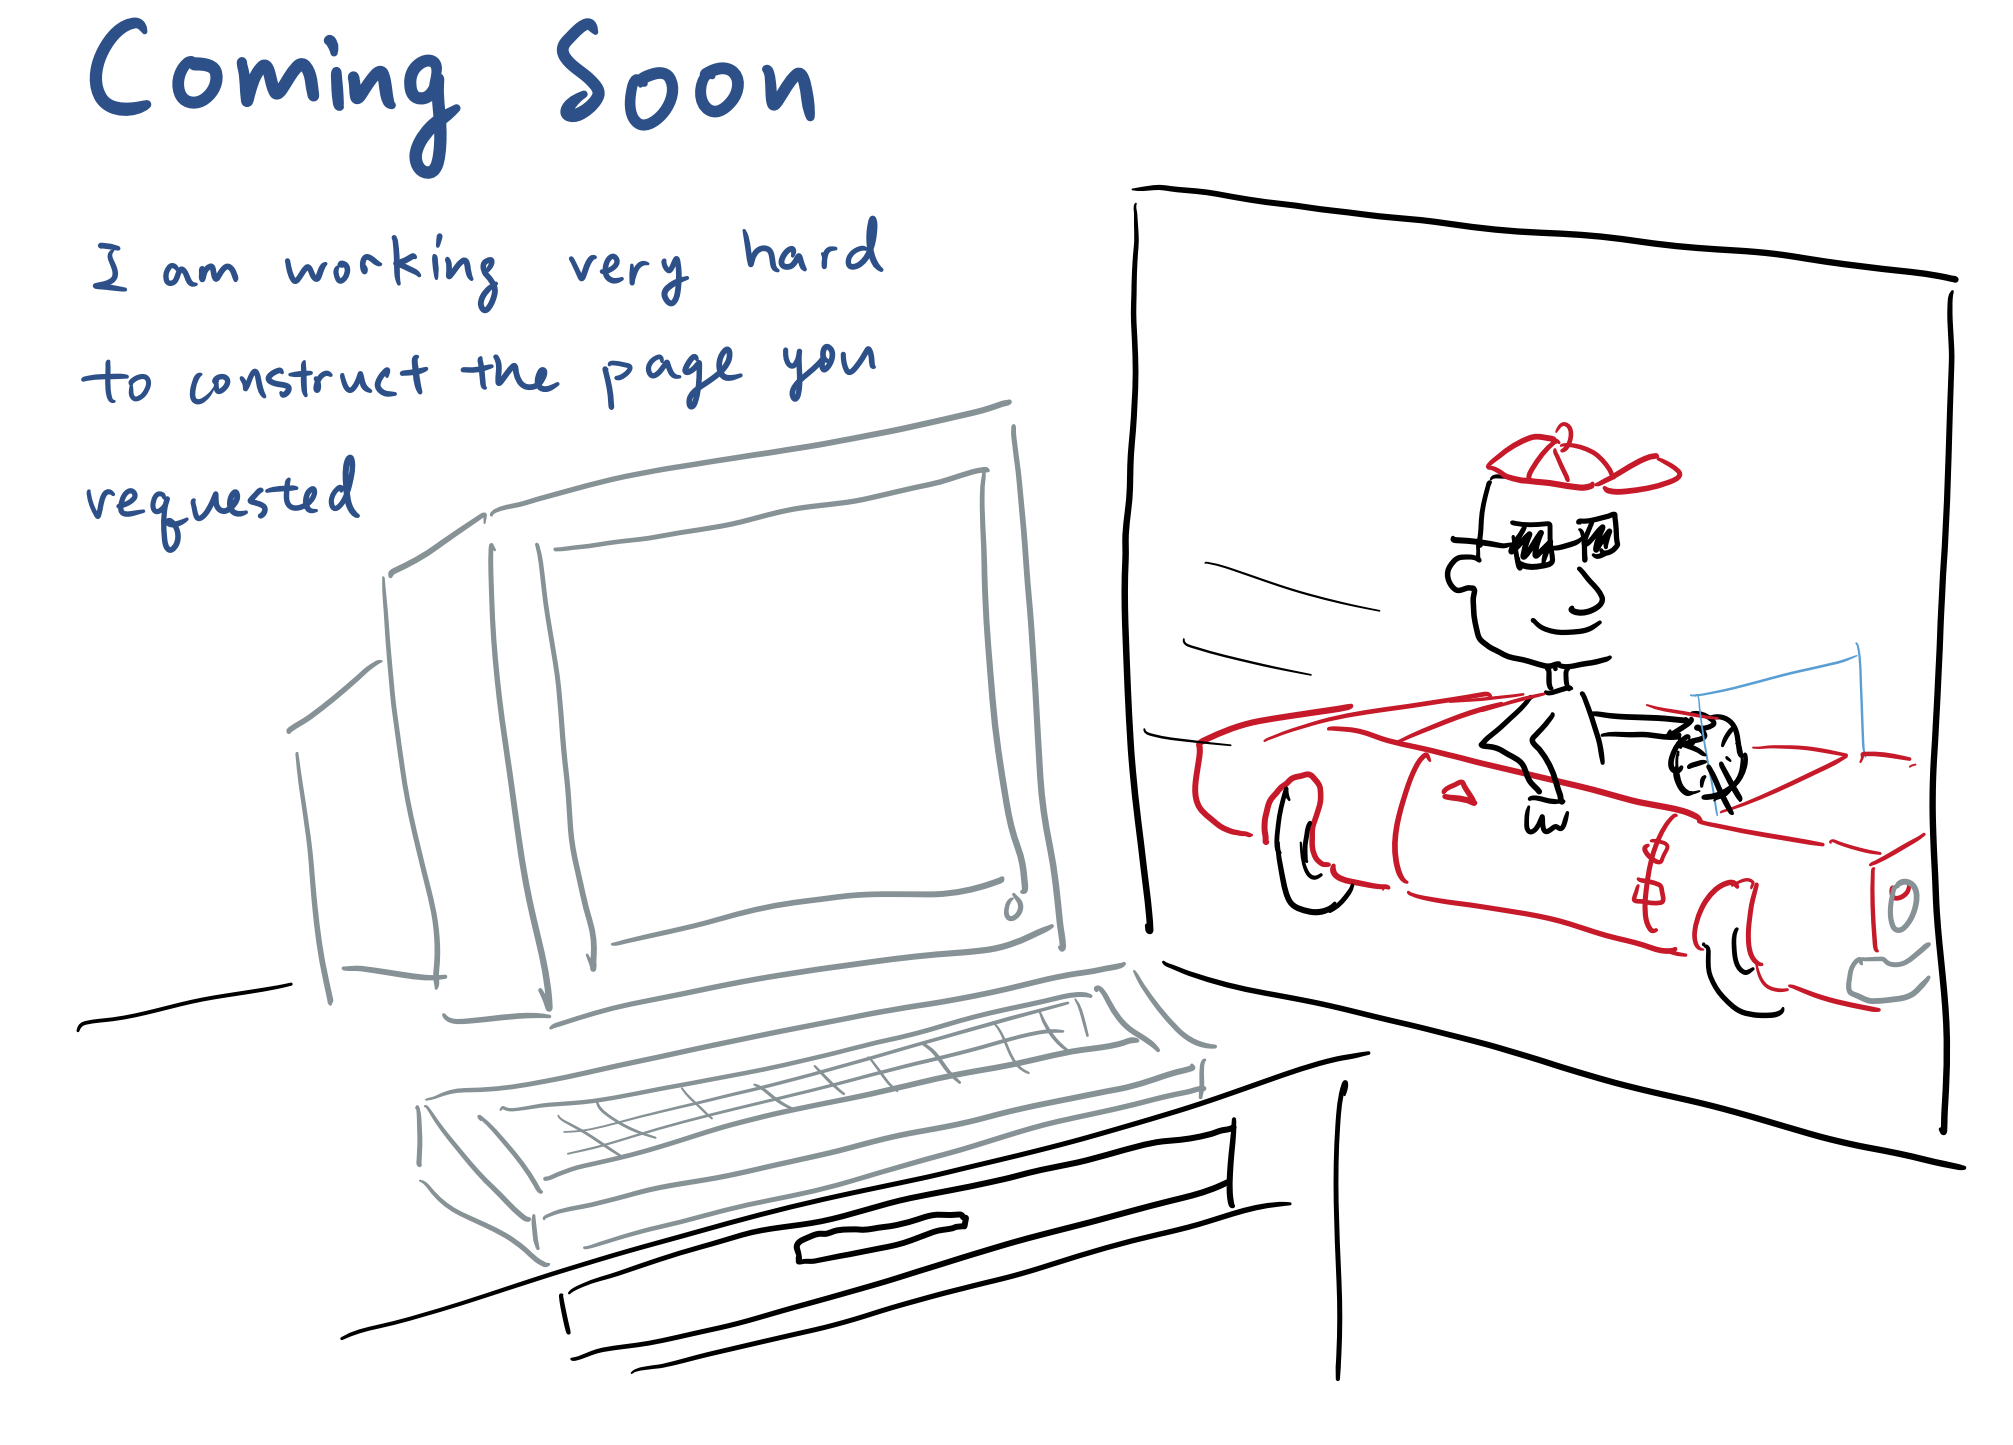 Coming Soon
I am working very hard
to construct the page you
requested